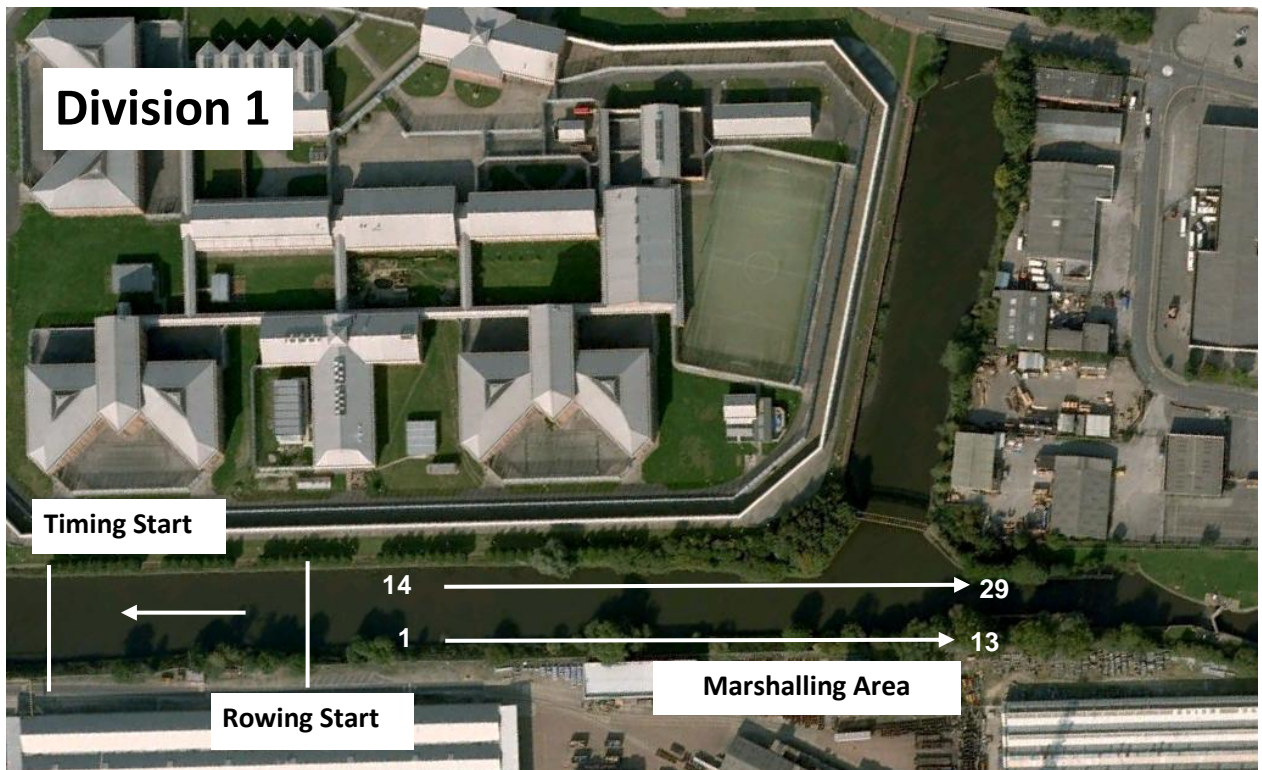 Division 1
Timing Start
14
29
1
13
Marshalling Area
Rowing Start